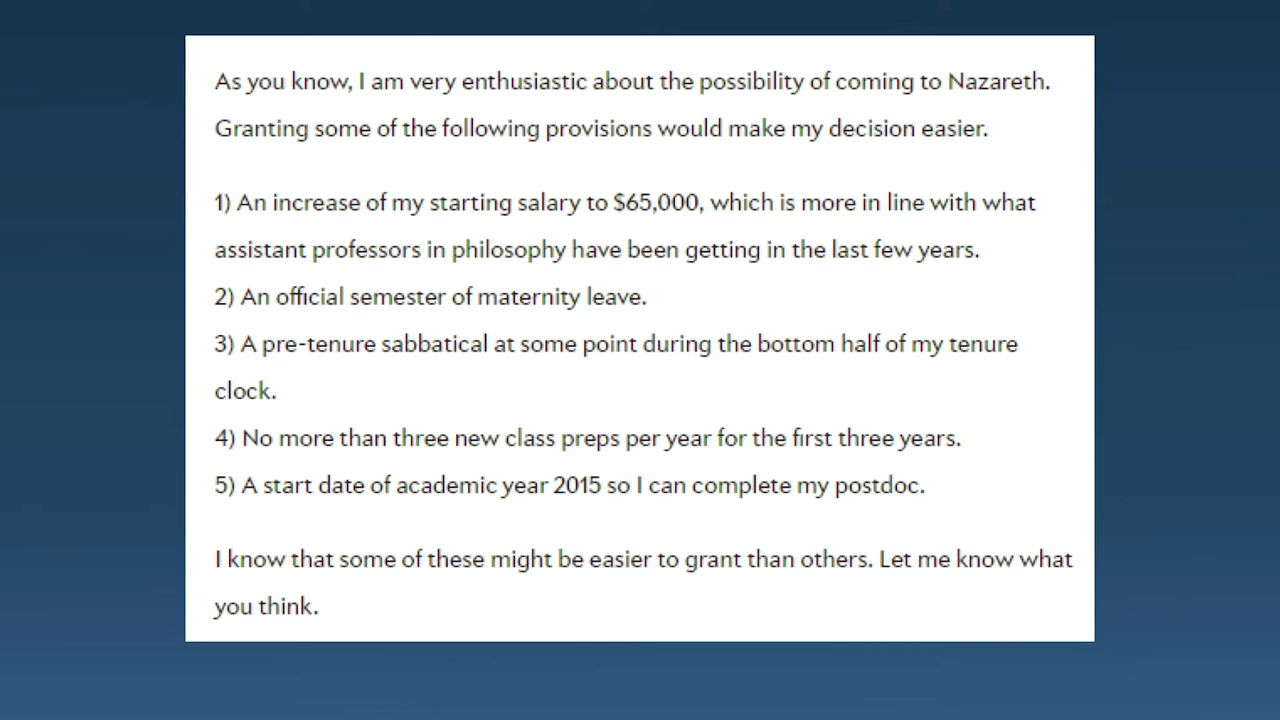 As you know, I am very enthusiastic about the possibility of coming to Nazareth.
Granting some of the following provisions would make my decision easier.
1) An increase of my starting salary to $65,000, which is more in line with what
assistant professors in philosophy have been getting in the last few years.
2) An official semester of maternity leave.
3) A pre-tenure sabbatical at some point during the bottom half of my tenure
clock.
4) No more than three new class preps per year for the first three years.
5) A start date of academic year 2015 so I can complete my postdoc.
I know that some of these might be easier to grant than others. Let me know what
you think.